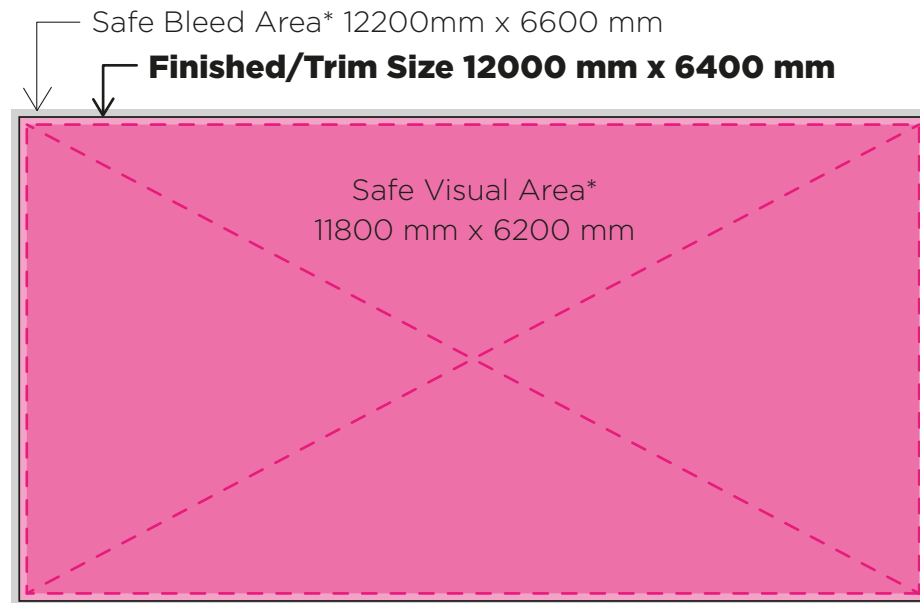 Safe Bleed Area* 12200mm x 6600 mm
Finished/Trim Size 12000 mm x 6400 mm
Safe Visual Area*
11800 mm x 6200 mm